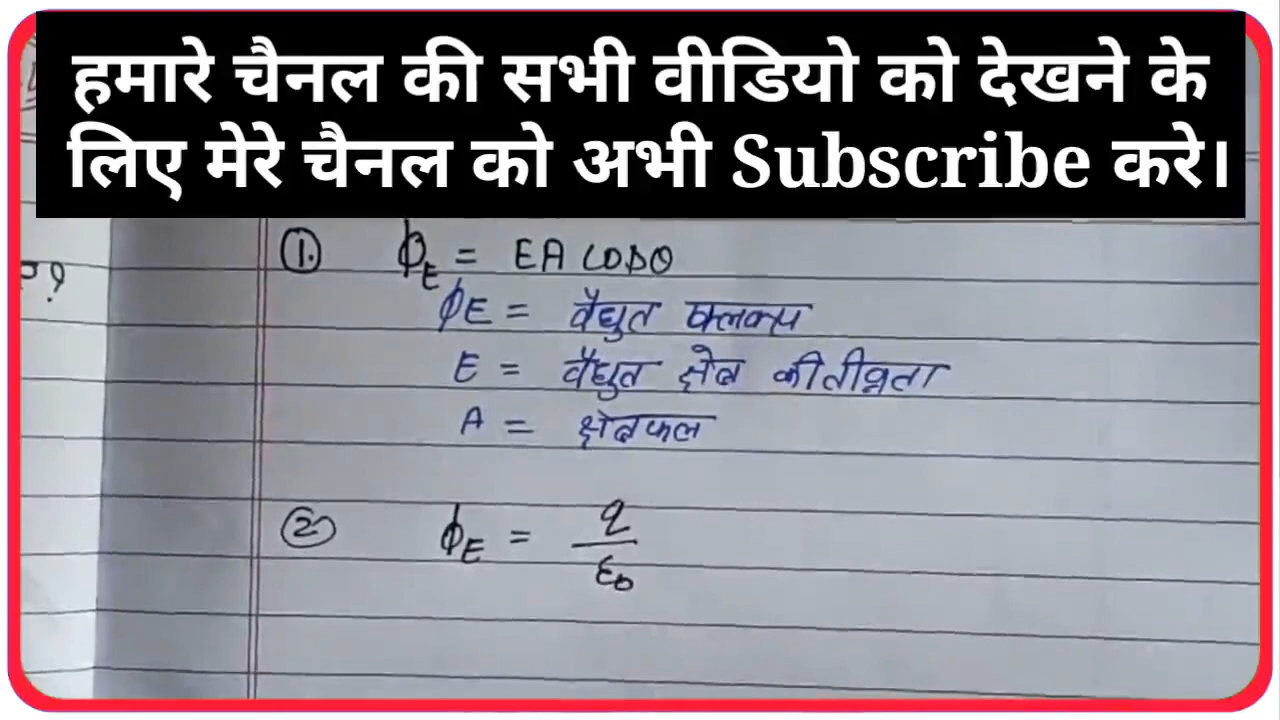 हमारे चैनल की सभी वीडियो को देखने के
लिए मेरे चैनल को अभी Subscribe करे।
① ϕE = EA COSθ
ϕE = वैद्युत फ्लक्स
E = वैद्युत क्षेत्र की तीव्रता
A = क्षेत्रफल
② ϕE = q
ε0